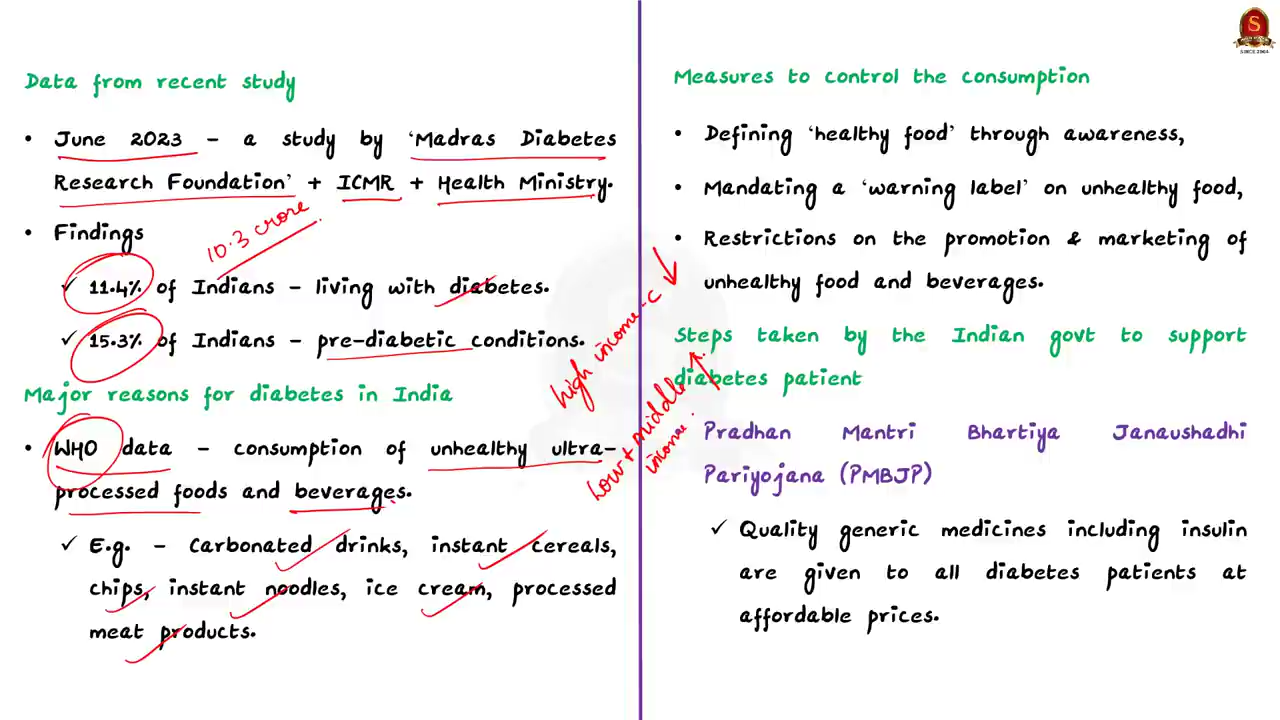 Data from recent study
• June 2023 – a study by ‘Madras Diabetes
Research Foundation’ + ICMR + Health Ministry.
• Findings
10.3 crore
✓ 11.4% of Indians – living with diabetes.
✓ 15.3% of Indians – pre-diabetic conditions.
Major reasons for diabetes in India
• WHO data – consumption of unhealthy ultra-
processed foods and beverages.
✓ E.g. – Carbonated drinks, instant cereals,
chips, instant noodles, ice cream, processed
meat products.
high income-c ↓
low + middle ↑
income.
Measures to control the consumption
• Defining ‘healthy food’ through awareness,
• Mandating a ‘warning label’ on unhealthy food,
• Restrictions on the promotion & marketing of
unhealthy food and beverages.
Steps taken by the Indian govt to support
diabetes patient
Pradhan Mantri Bhartiya Janaushadhi
Pariyojana (PMBJP)
✓ Quality generic medicines including insulin
are given to all diabetes patients at
affordable prices.
S
SINCE 2004